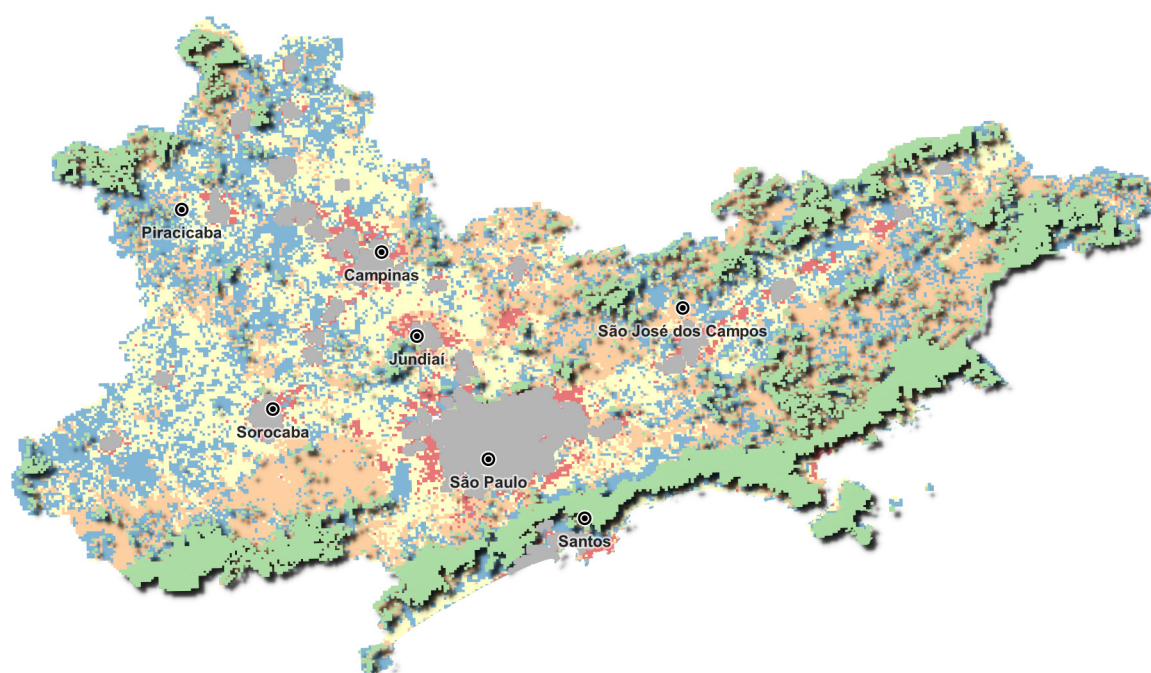 Piracicaba
Campinas
São José dos Campos
Jundiaí
Sorocaba
São Paulo
Santos